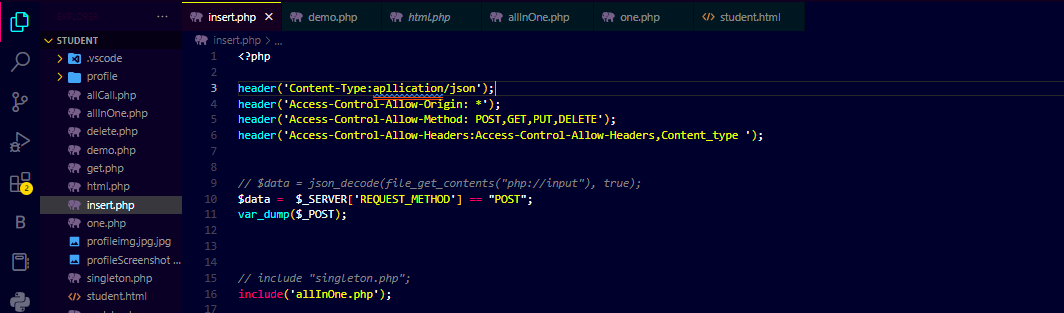 insert.php
demo.php
html.php
allInOne.php
one.php
student.html
STUDENT
.vscode
profile
allCall.php
allInOne.php
delete.php
demo.php
get.php
html.php
insert.php
one.php
profileimg.jpg.jpg
profileScreenshot ...
singleton.php
student.html
2
B
insert.php > ...
1 <?php
2
3 header('Content-Type:apllication/json');
4 header('Access-Control-Allow-Origin: *');
5 header('Access-Control-Allow-Method: POST,GET,PUT,DELETE');
6 header('Access-Control-Allow-Headers:Access-Control-Allow-Headers,Content_type ');
7
8
9 // $data = json_decode(file_get_contents("php://input"), true);
10 $data =  $_SERVER['REQUEST_METHOD'] == "POST";
11 var_dump($_POST);
12
13
14
15 // include "singleton.php";
16 include('allInOne.php');
17